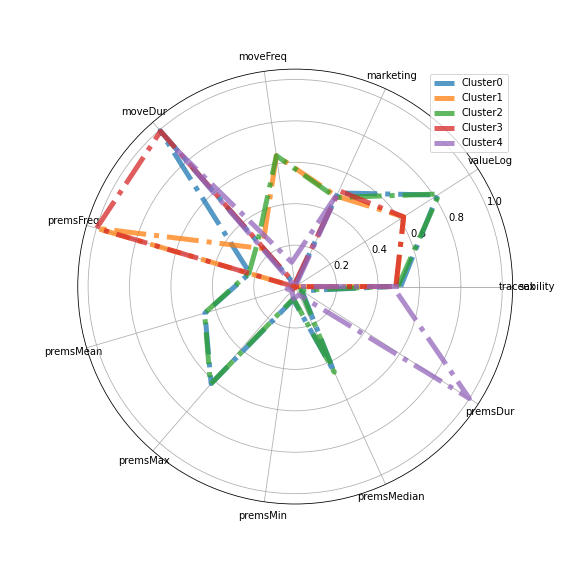 moveFreq
marketing
moveDur
Cluster0
Cluster1
Cluster2
Cluster3
Cluster4
valueLog
1.0
0.8
0.6
0.4
0.2
premsFreq
sex
premsMean
premsDur
premsMax
premsMedian
premsMin